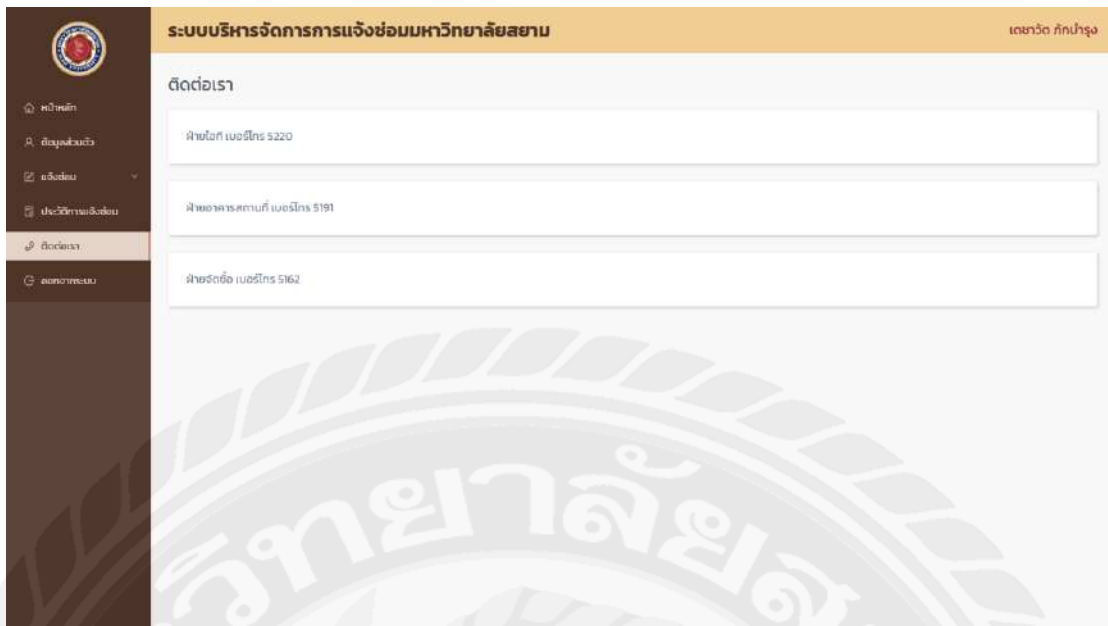 ระบบบริหารจัดการการแจ้งซ่อมมหาวิทยาลัยสยาม
เดชาวัต ภักบำรุง
หน้าหลัก
ข้อมูลส่วนตัว
แจ้งซ่อม
ประวัติการแจ้งซ่อม
ติดต่อเรา
ออกจากระบบ
ติดต่อเรา
ฝ่ายไอที เบอร์โทร 5220
ฝ่ายอาคารสถานที่ เบอร์โทร 5191
ฝ่ายจัดซื้อ เบอร์โทร 5162
วิทยาลัยส